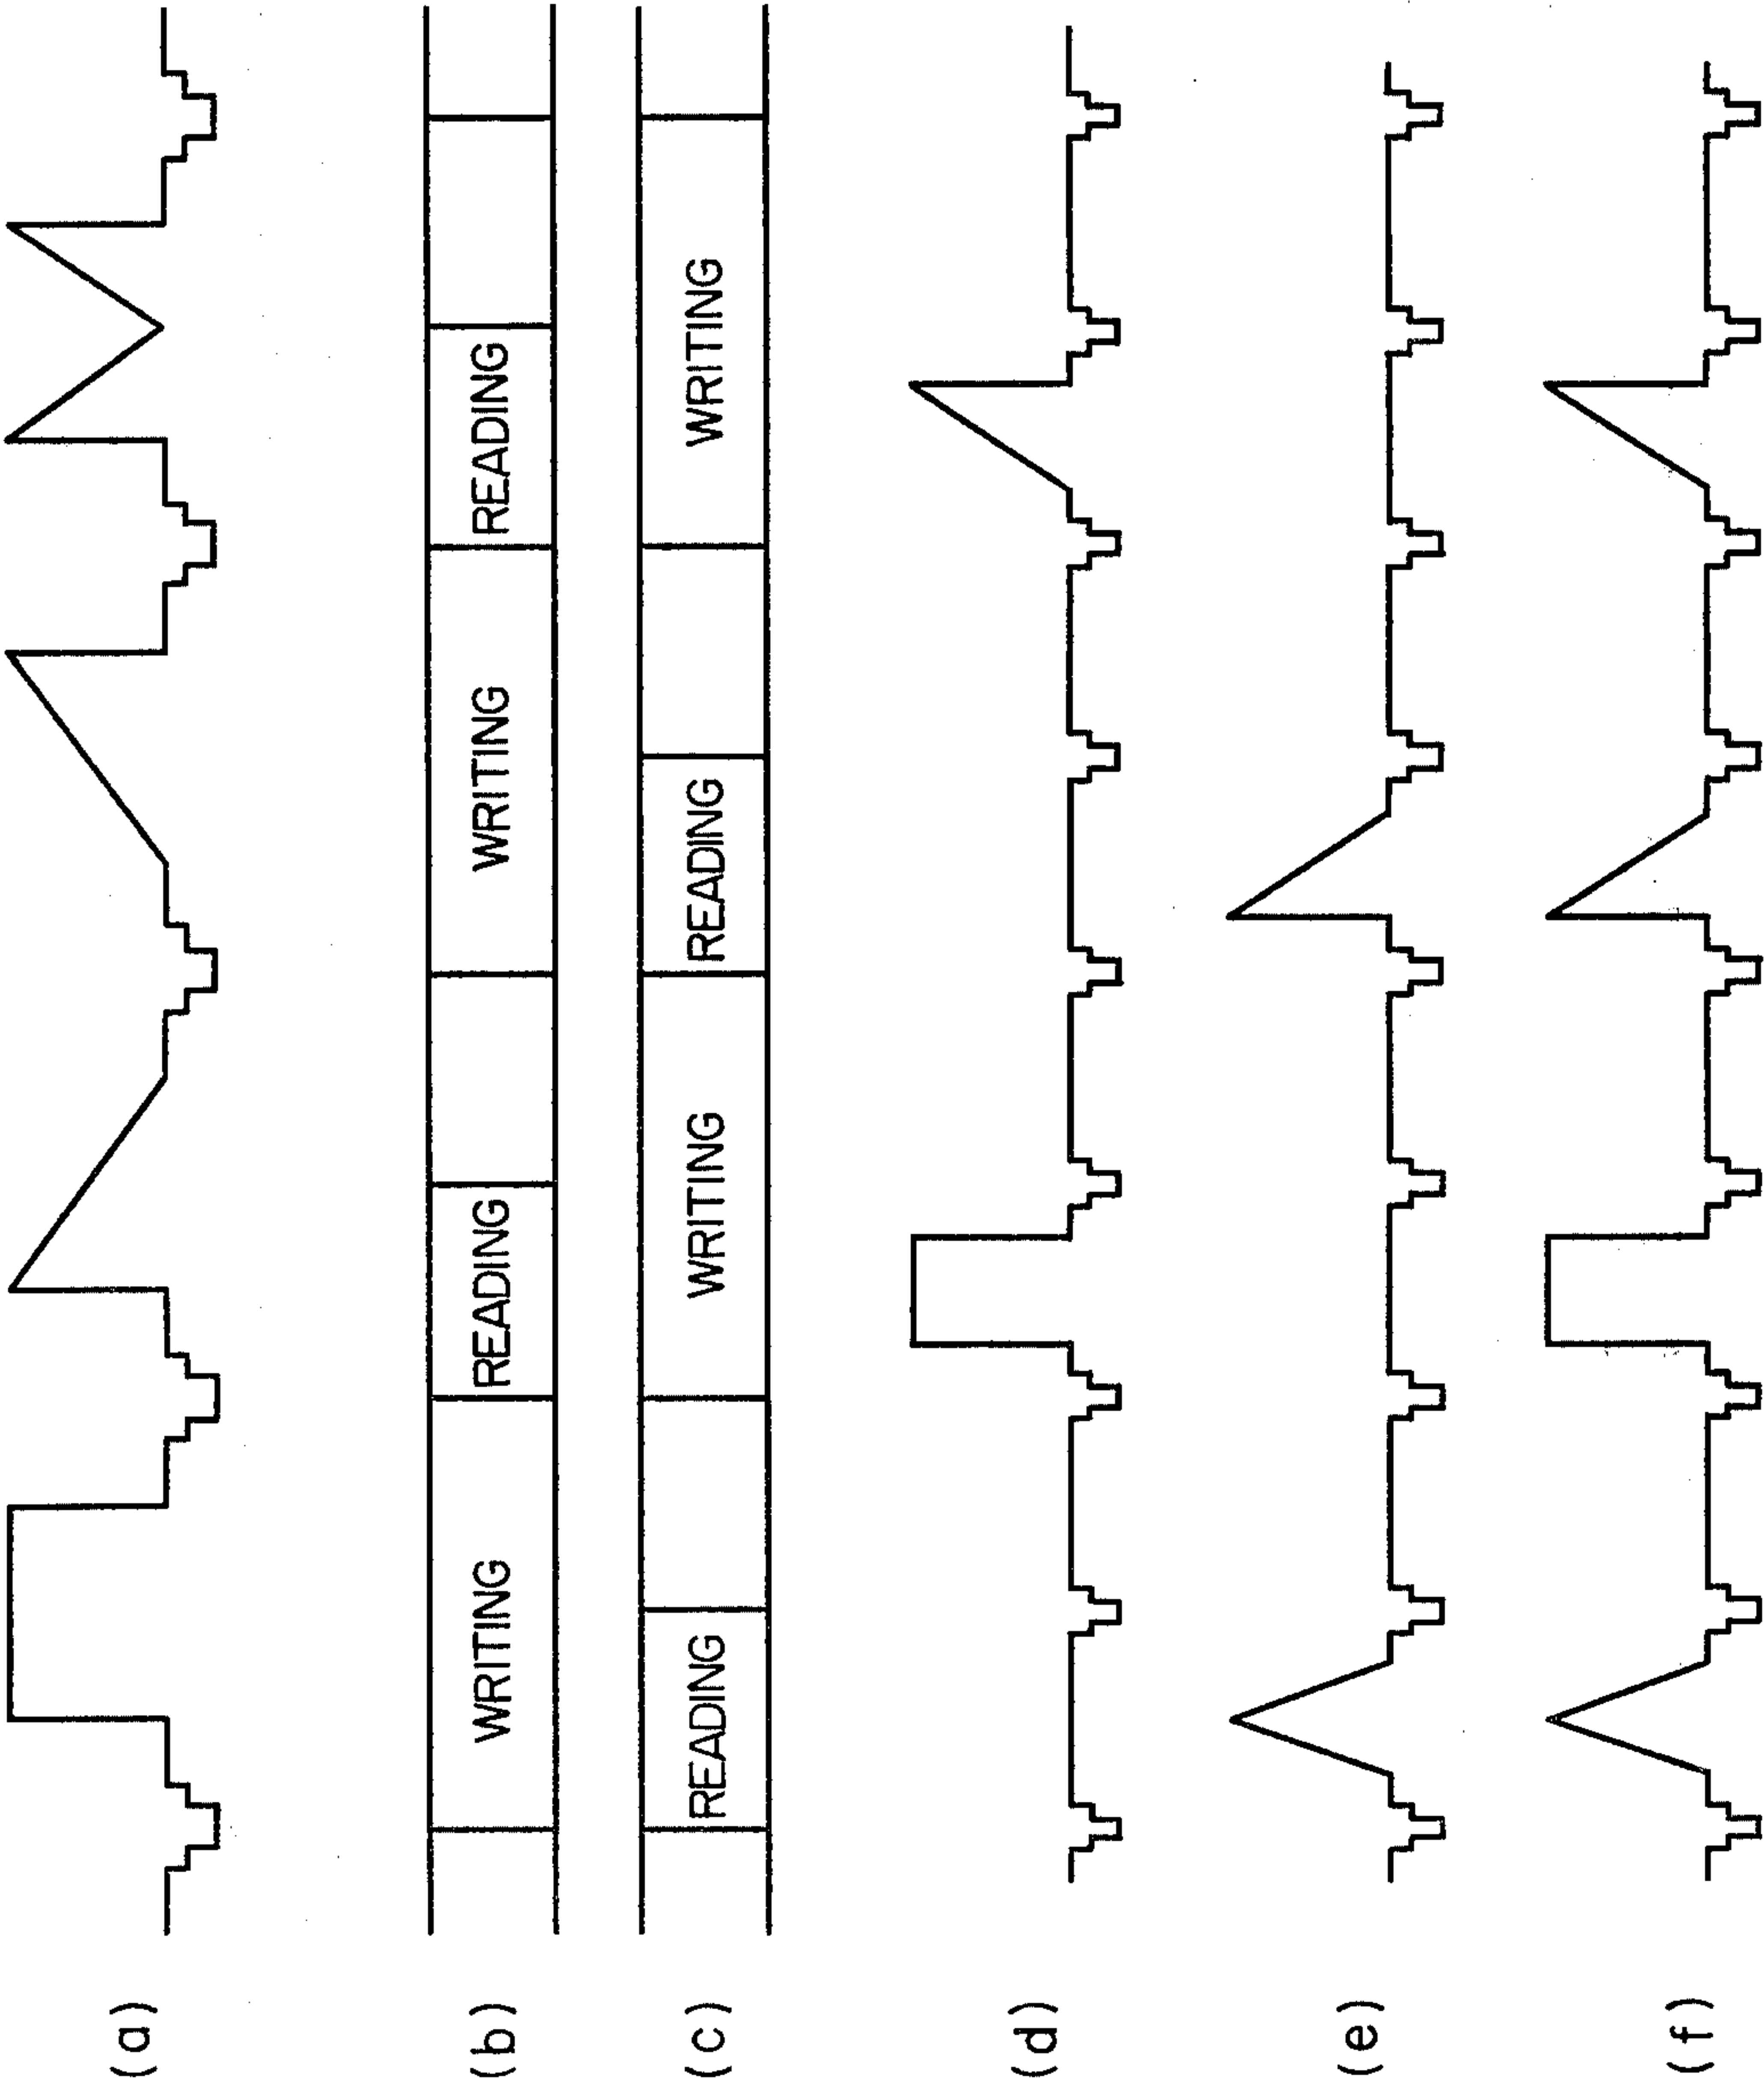 (a)
(b) WRITING READING WRITING READING
(c) READING WRITING READING WRITING
(d)
(e)
(f)